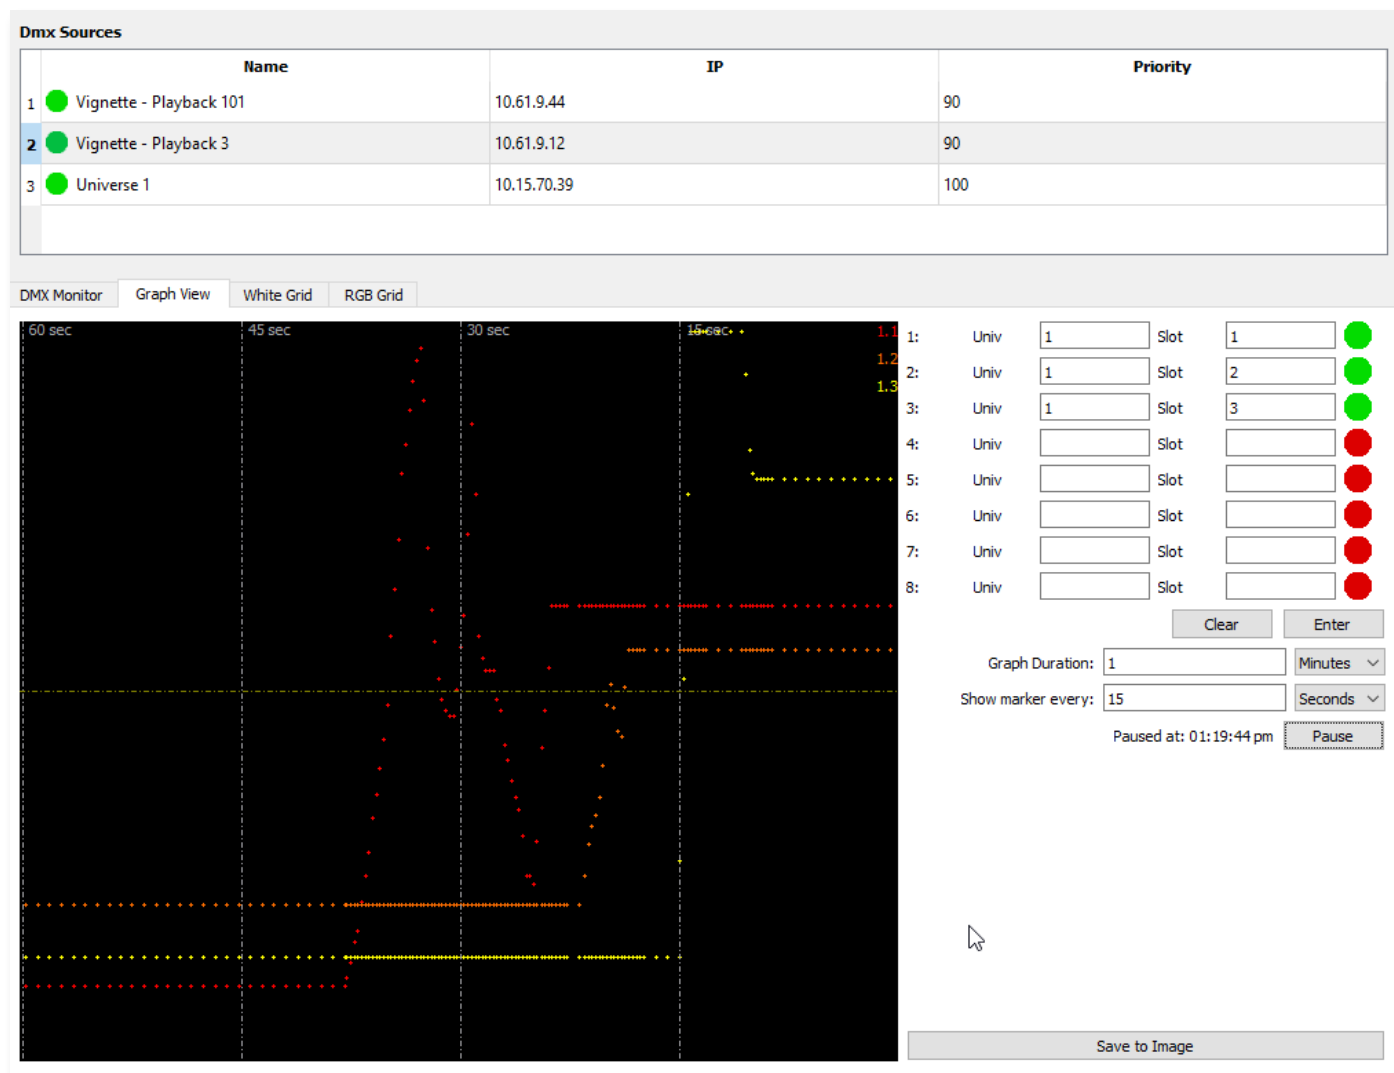 Dmx Sources
Name IP Priority
1 Vignette - Playback 101 10.61.9.44 90
2 Vignette - Playback 3 10.61.9.12 90
3 Universe 1 10.15.70.39 100
DMX Monitor Graph View White Grid RGB Grid
60 sec 45 sec 30 sec 15 sec
1.1
1.2
1.3
1: Univ 1 Slot 1
2: Univ 1 Slot 2
3: Univ 1 Slot 3
4: Univ Slot
5: Univ Slot
6: Univ Slot
7: Univ Slot
8: Univ Slot
Clear Enter
Graph Duration: 1 Minutes
Show marker every: 15 Seconds
Paused at: 01:19:44 pm Pause
Save to Image